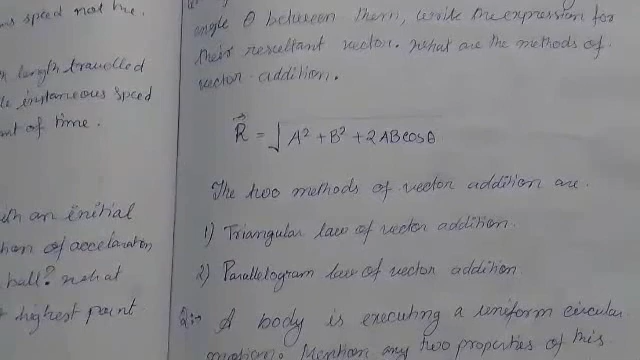 speed not
length travelled
instantaneous speed
of time.
with an initial
of acceleration
ball? what
highest point
angle θ between them, write the expression for
their resultant vector. What are the methods of
vector addition.
R⃗ = √A² + B² + 2ABcosθ
The two methods of vector addition are.
1) Triangular law of vector addition.
2) Parallelogram law of vector addition
Q:- A body is executing a uniform circular
motion. Mention any two properties of this